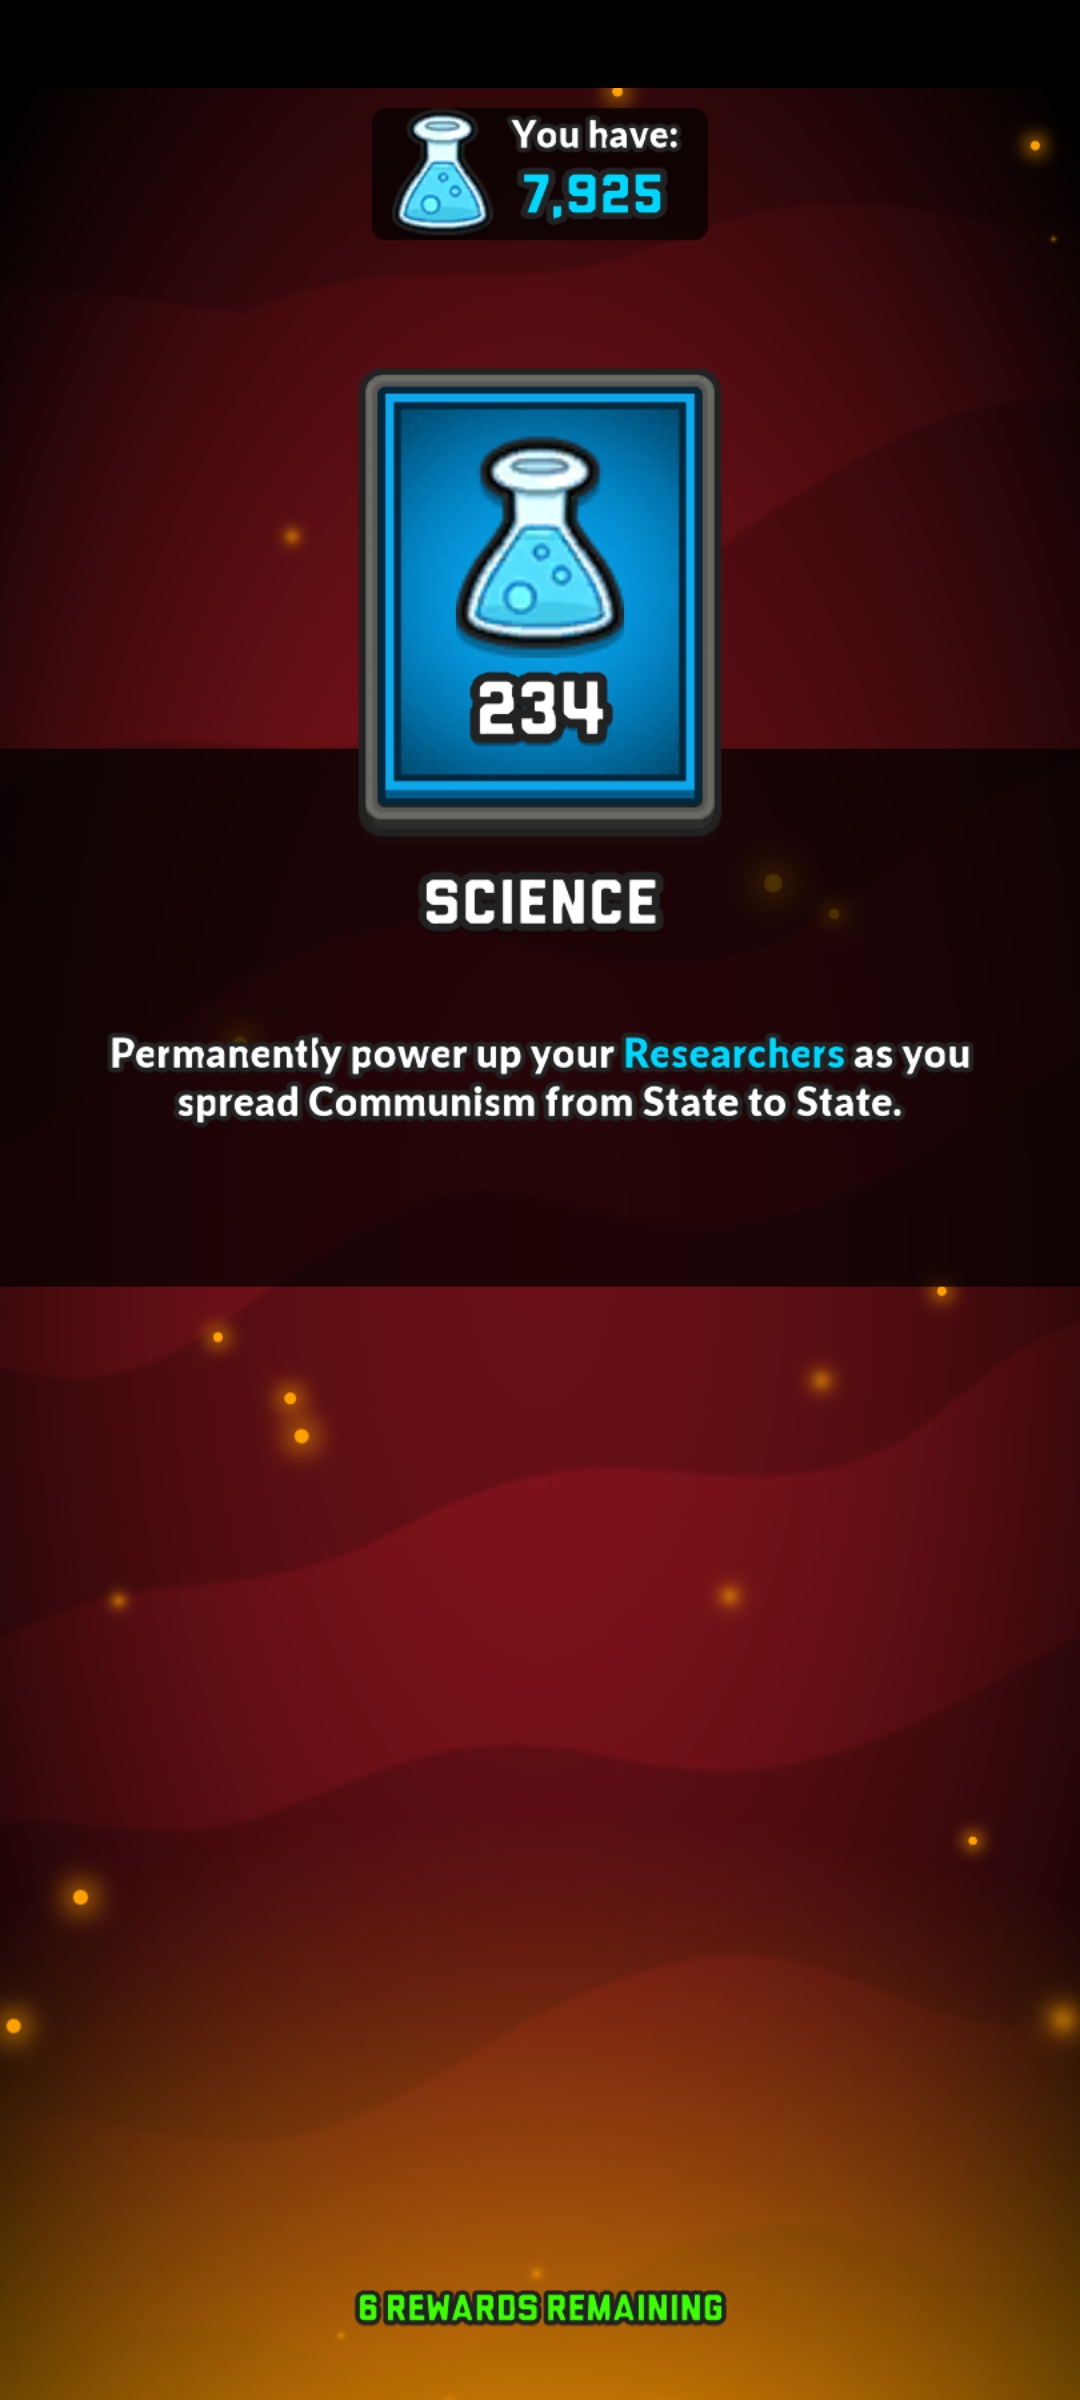 You have:
7,925
234
SCIENCE
Permanently power up your Researchers as you
spread Communism from State to State.
6 REWARDS REMAINING